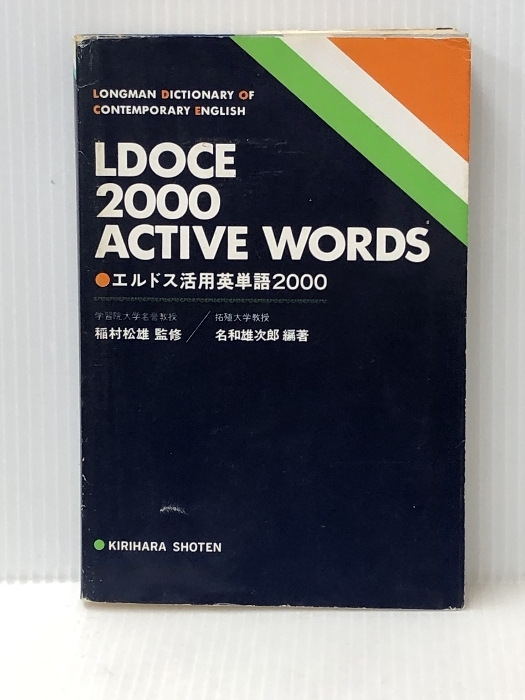 LONGMAN DICTIONARY OF
CONTEMPORARY ENGLISH
LDOCE
2000
ACTIVE WORDS
エルドス活用英単語2000
学習院大学名誉教授
稲村松雄 監修
拓殖大学教授
名和雄次郎 編著
KIRIHARA SHOTEN